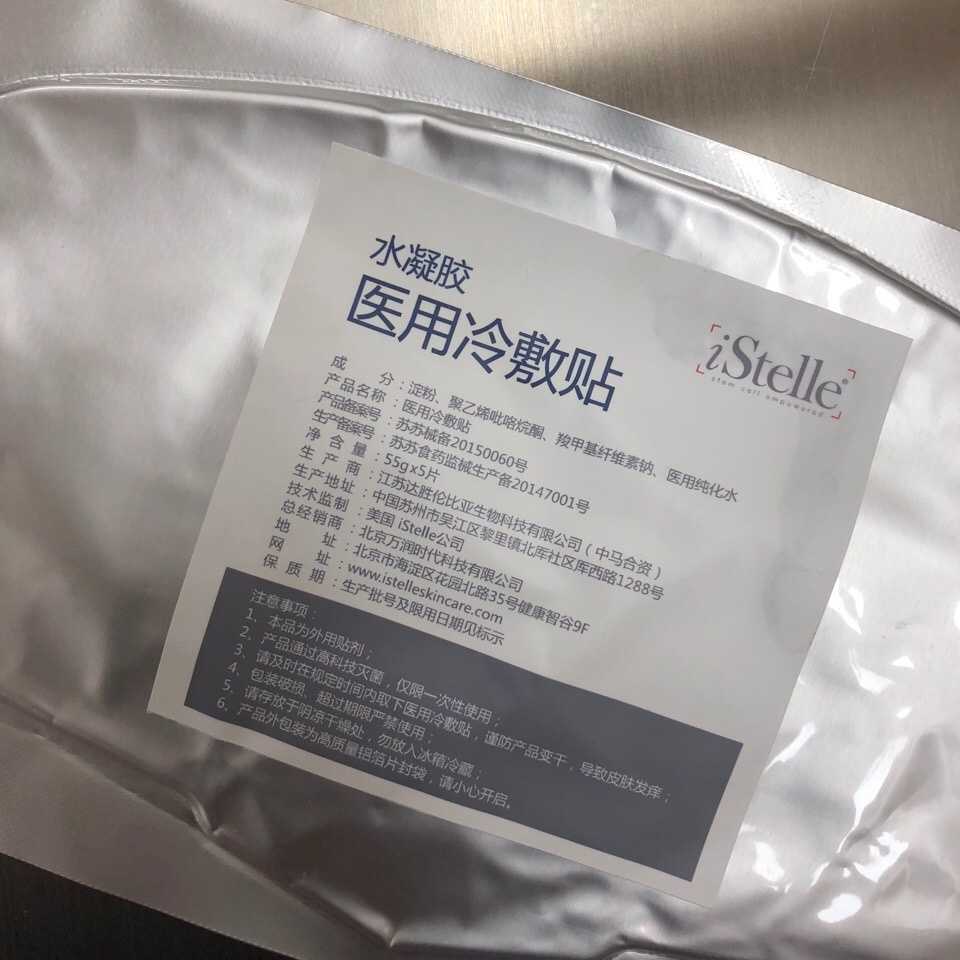 水凝胶
医用冷敷贴
iStelle®
stem cell empowered
成分：淀粉、聚乙烯吡咯烷酮、羧甲基纤维素钠、医用纯化水
产品名称：医用冷敷贴
产品备案号：苏苏械备20150060号
生产备案号：苏苏食药监械生产备20147001号
净含量：55g×5片
生产商：江苏达胜伦比亚生物科技有限公司（中马合资）
生产地址：中国苏州市吴江区黎里镇北厍社区厍西路1288号
技术监制：美国 iStelle公司
总经销商：北京万润时代科技有限公司
地址：北京市海淀区花园北路35号健康智谷9F
网址：www.istelleskincare.com
保质期：生产批号及限用日期见标示
注意事项：
1、本品为外用贴剂；
2、产品通过高科技灭菌，仅限一次性使用；
3、请及时在规定时间内取下医用冷敷贴，谨防产品变干，导致皮肤发痒；
4、包装破损、超过期限严禁使用；
5、请存放于阴凉干燥处，勿放入冰箱冷藏；
6、产品外包装为高质量铝箔片封袋，请小心开启。